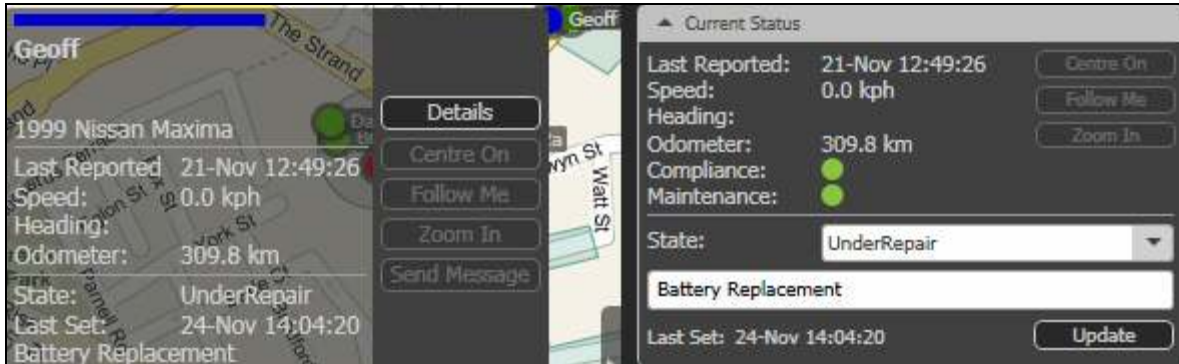 The Strand
Geoff
1999 Nissan Maxima
Last Reported 21-Nov 12:49:26
Speed: 0.0 kph
Heading:
Odometer: 309.8 km
State: UnderRepair
Last Set: 24-Nov 14:04:20
Battery Replacement
York St
Parnell
Details
Centre On
Follow Me
Zoom In
Send Message
Geoff
Watt St
Current Status
Last Reported: 21-Nov 12:49:26
Speed: 0.0 kph
Heading:
Odometer: 309.8 km
Compliance:
Maintenance:
Centre On
Follow Me
Zoom In
State: UnderRepair
Battery Replacement
Last Set: 24-Nov 14:04:20
Update